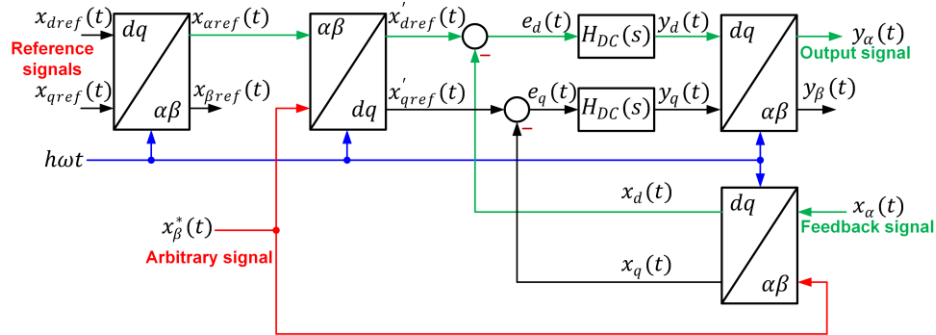 x_dref(t)
Reference signals
x_qref(t)
dq
αβ
x_αref(t)
x_βref(t)
αβ
dq
x'_dref(t)
x'_qref(t)
e_d(t)
e_q(t)
H_DC(s)
H_DC(s)
y_d(t)
y_q(t)
dq
αβ
y_α(t)
Output signal
y_β(t)
hωt
x*_β(t)
Arbitrary signal
x_d(t)
x_q(t)
dq
αβ
x_α(t)
Feedback signal